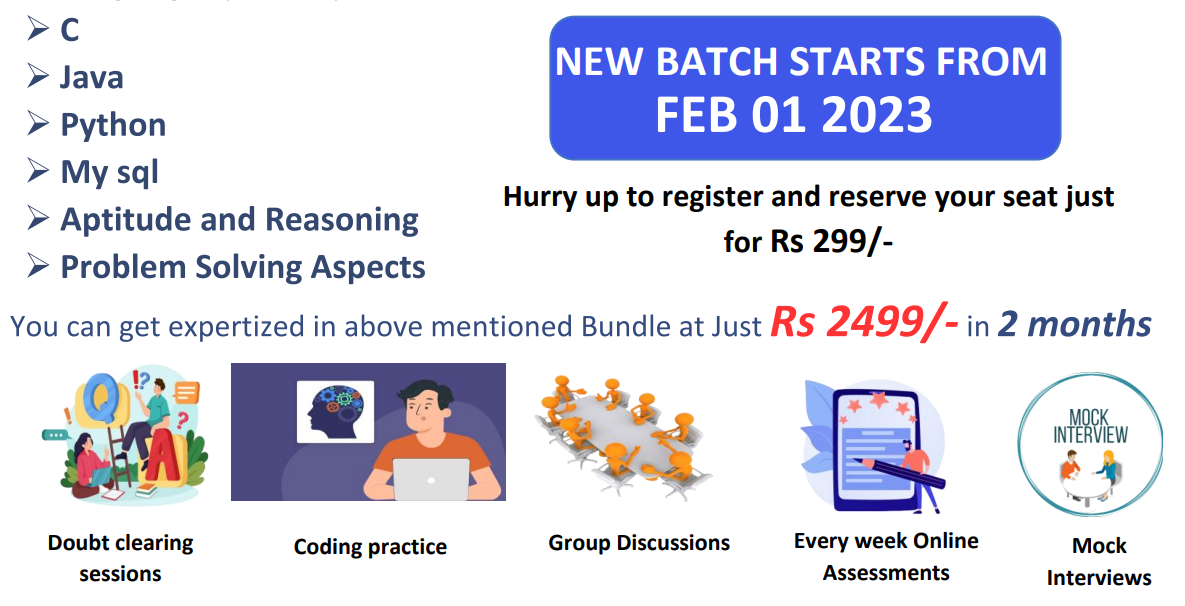 ➢ C
➢ Java
➢ Python
➢ My sql
➢ Aptitude and Reasoning
➢ Problem Solving Aspects
NEW BATCH STARTS FROM
FEB 01 2023
Hurry up to register and reserve your seat just
for Rs 299/-
You can get expertized in above mentioned Bundle at Just Rs 2499/- in 2 months
Q
!?
?
!
A
MOCK
INTERVIEW
Doubt clearing
sessions
Coding practice
Group Discussions
Every week Online
Assessments
Mock
Interviews